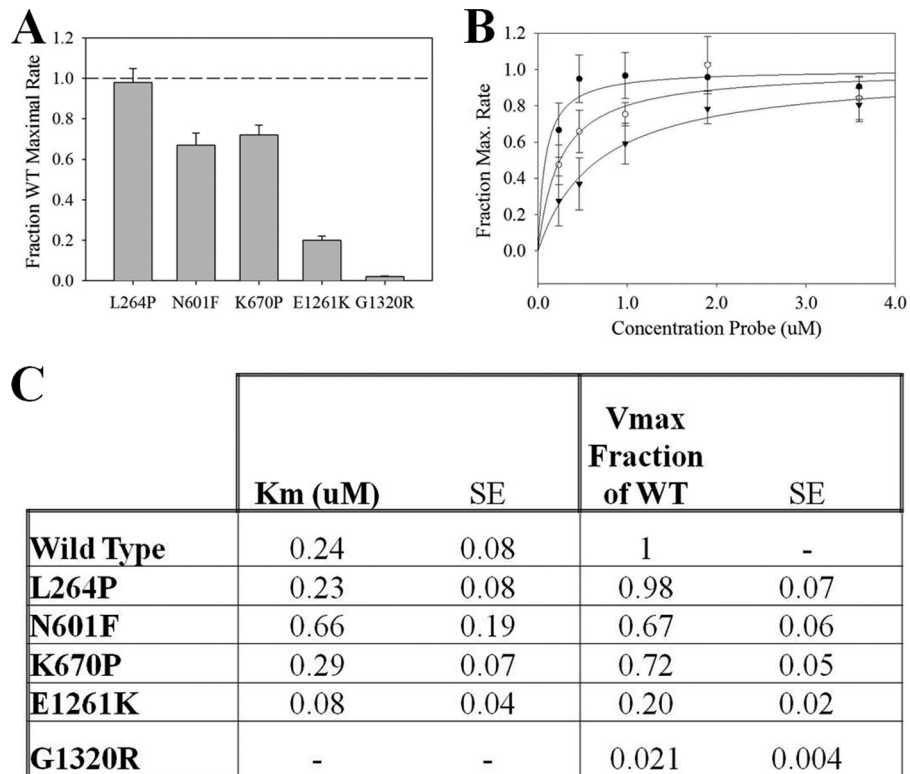 A
Fraction WT Maximal Rate
1.2
1.0
0.8
0.6
0.4
0.2
0.0
L264P N601F K670P E1261K G1320R
B
Fraction Max. Rate
1.2
1.0
0.8
0.6
0.4
0.2
0.0
0.0 1.0 2.0 3.0 4.0
Concentration Probe (uM)
C
Km (uM) SE Vmax Fraction of WT SE
Wild Type 0.24 0.08 1 -
L264P 0.23 0.08 0.98 0.07
N601F 0.66 0.19 0.67 0.06
K670P 0.29 0.07 0.72 0.05
E1261K 0.08 0.04 0.20 0.02
G1320R - - 0.021 0.004